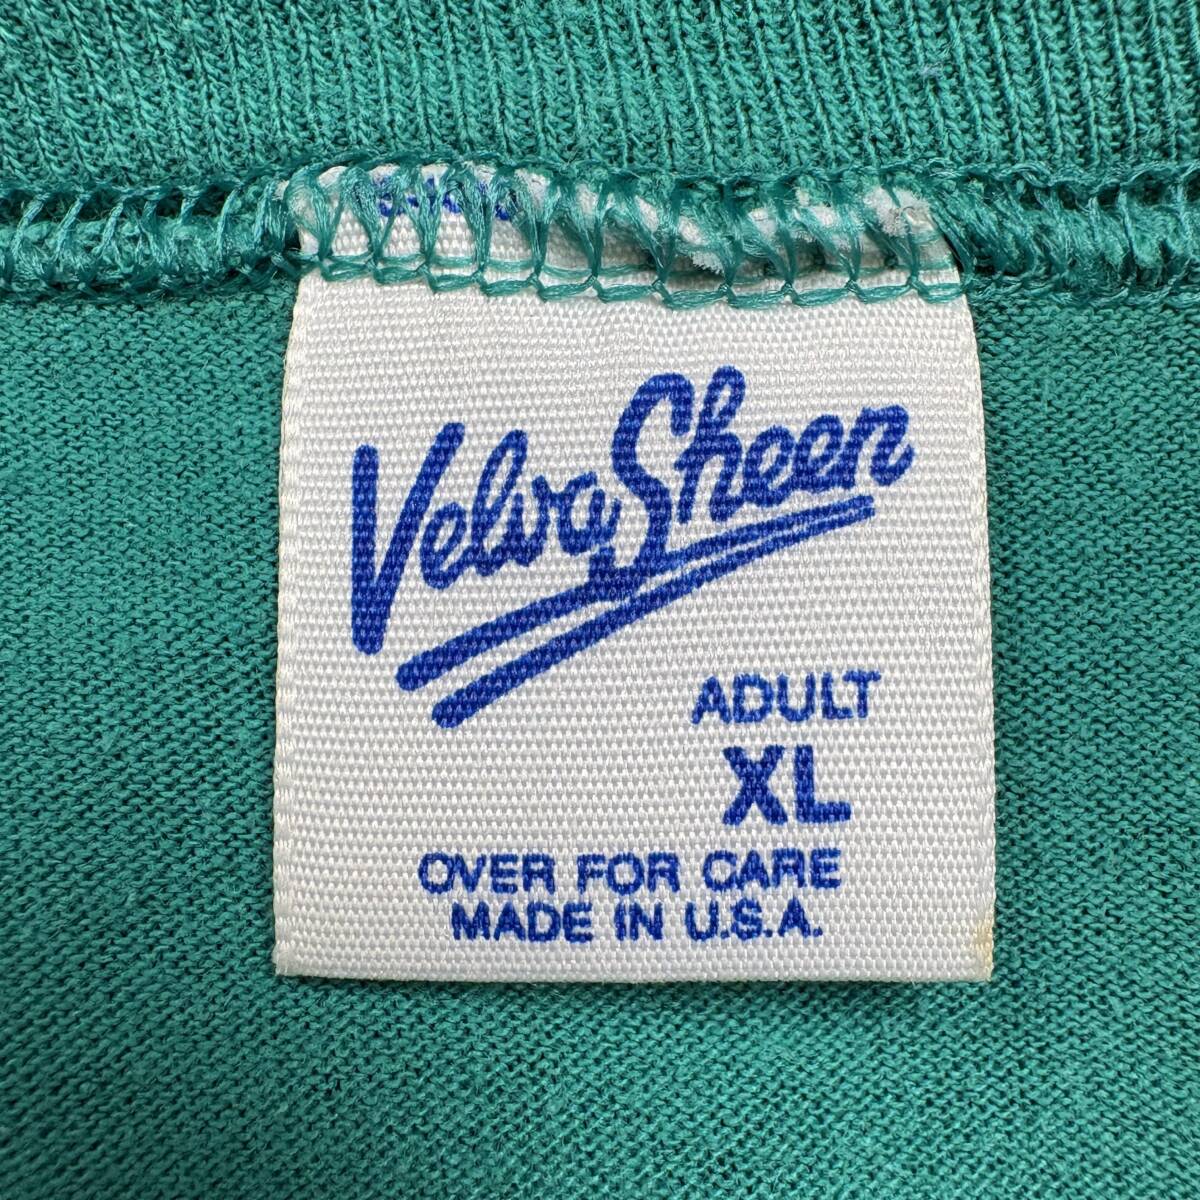 Velva Sheen
ADULT
XL
OVER FOR CARE
MADE IN U.S.A.